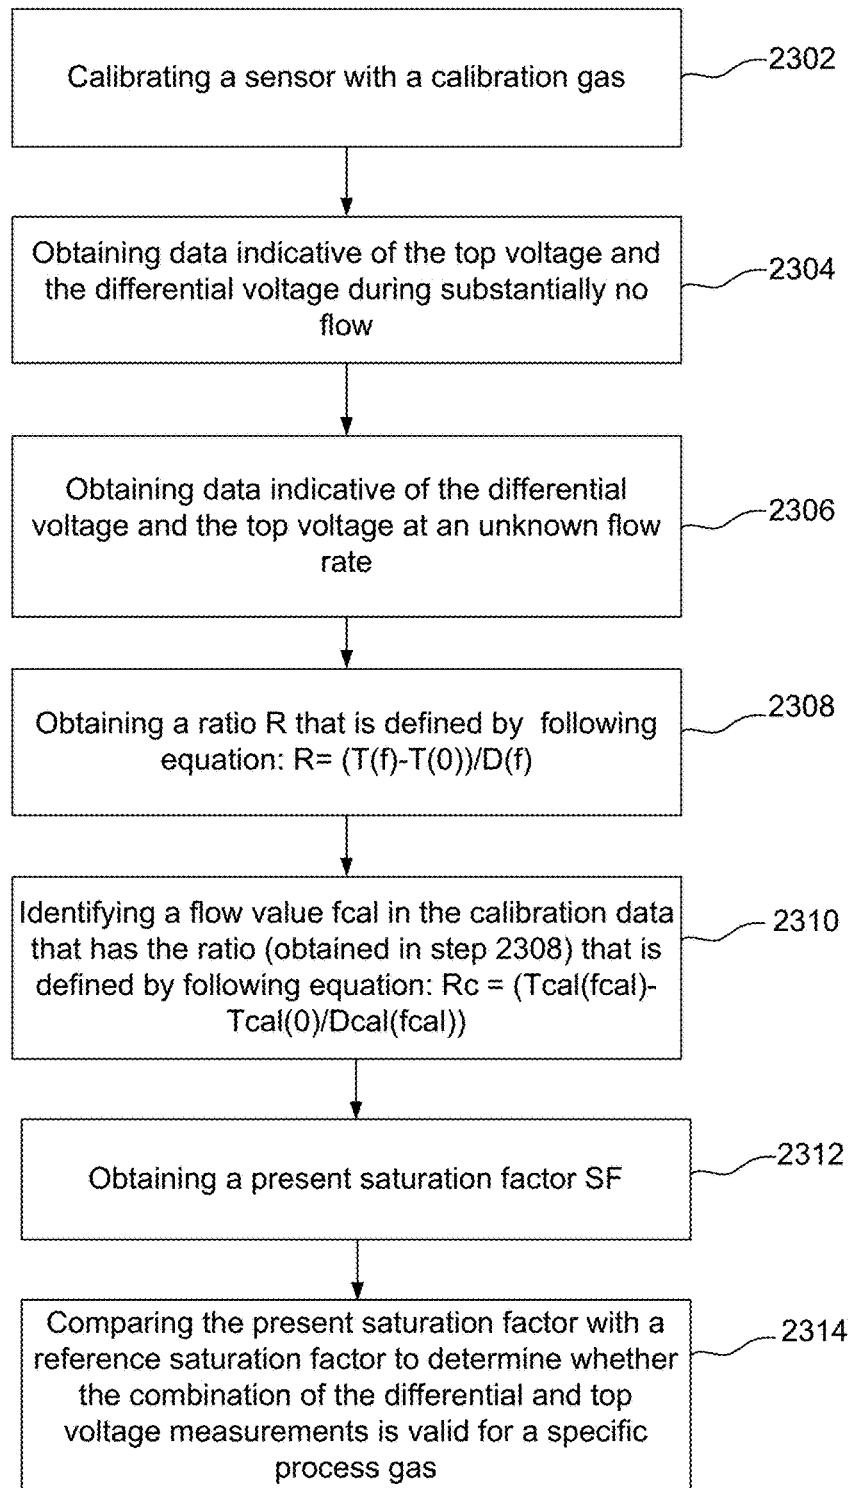 Calibrating a sensor with a calibration gas
2302
Obtaining data indicative of the top voltage and
the differential voltage during substantially no
flow
2304
Obtaining data indicative of the differential
voltage and the top voltage at an unknown flow
rate
2306
Obtaining a ratio R that is defined by following
equation: R= (T(f)-T(0))/D(f)
2308
Identifying a flow value fcal in the calibration data
that has the ratio (obtained in step 2308) that is
defined by following equation: Rc = (Tcal(fcal)-
Tcal(0)/Dcal(fcal))
2310
Obtaining a present saturation factor SF
2312
Comparing the present saturation factor with a
reference saturation factor to determine whether
the combination of the differential and top
voltage measurements is valid for a specific
process gas
2314